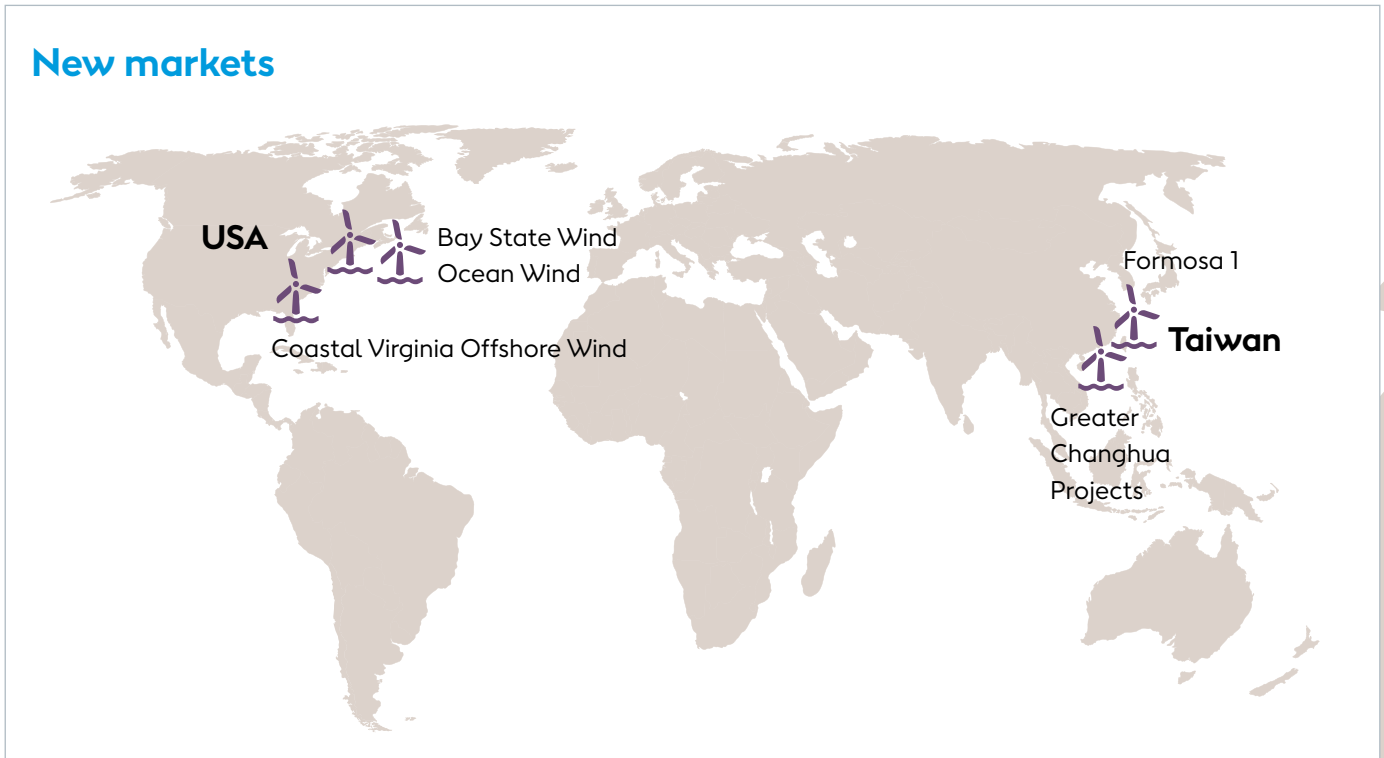 New markets
USA
Bay State Wind
Ocean Wind
Coastal Virginia Offshore Wind
Formosa 1
Taiwan
Greater
Changhua
Projects